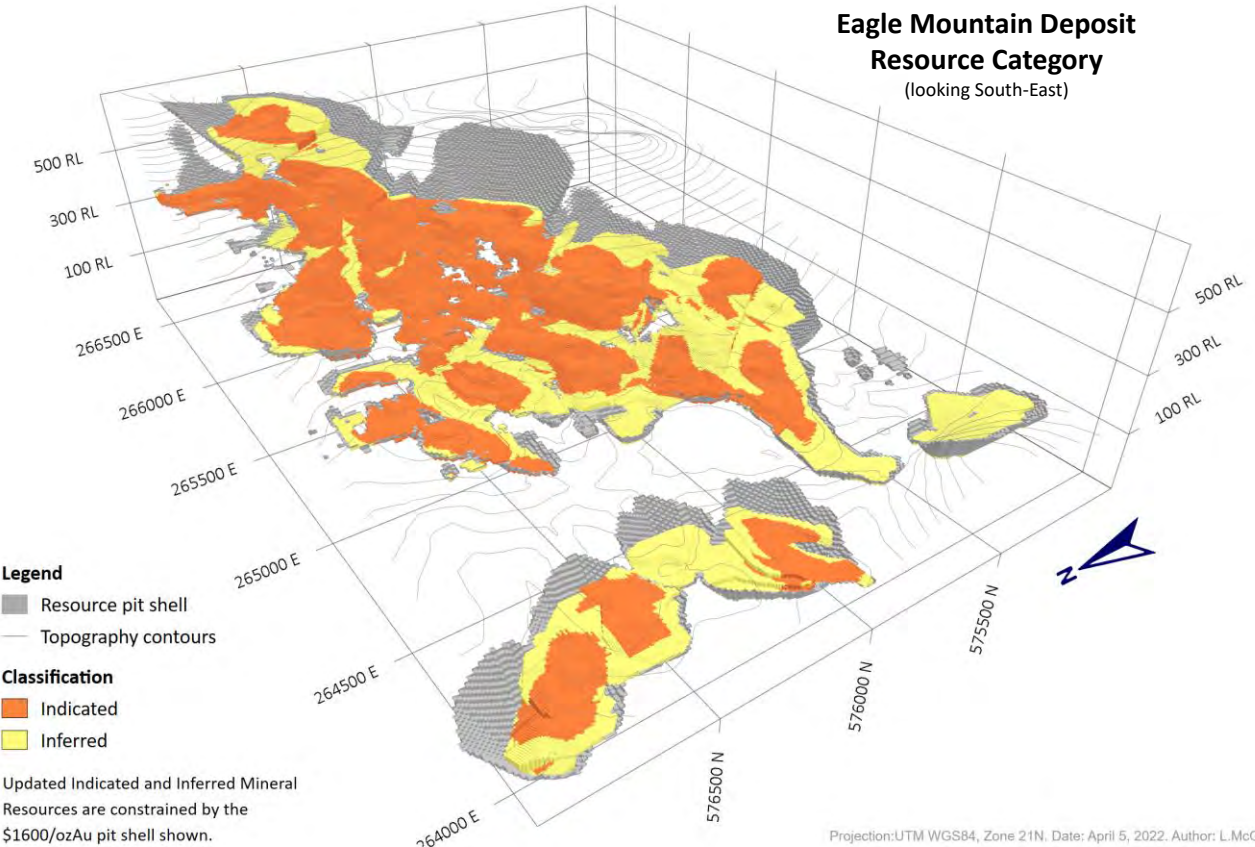 Eagle Mountain Deposit
Resource Category
(looking South-East)
500 RL
300 RL
100 RL
266500 E
266000 E
265500 E
265000 E
264500 E
264000 E
500 RL
300 RL
100 RL
575500 N
576000 N
576500 N
N
Legend
Resource pit shell
Topography contours
Classification
Indicated
Inferred
Updated Indicated and Inferred Mineral
Resources are constrained by the
$1600/ozAu pit shell shown.
Projection:UTM WGS84, Zone 21N. Date: April 5, 2022. Author: L.McG